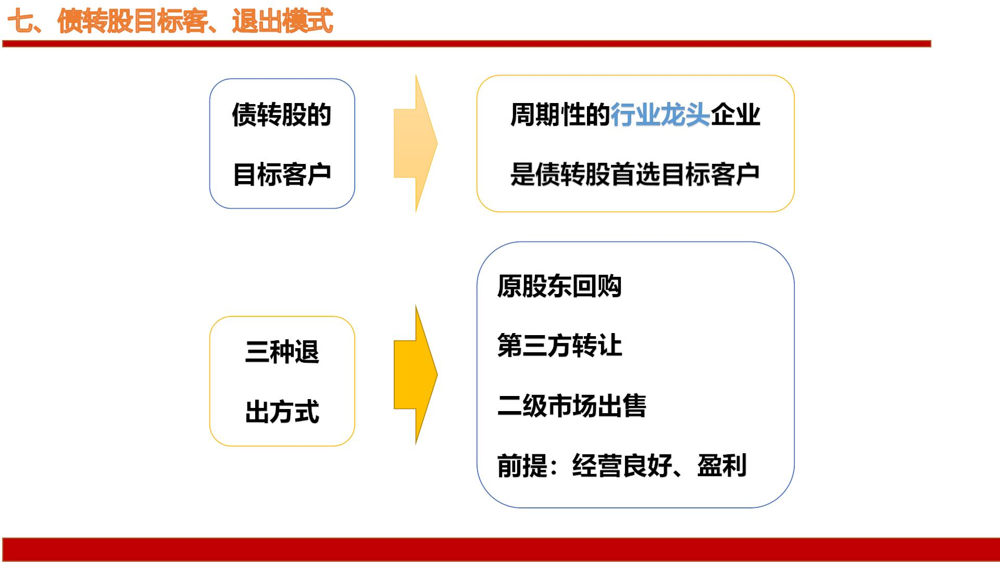 七、债转股目标客、退出模式
债转股的
目标客户
周期性的行业龙头企业
是债转股首选目标客户
三种退
出方式
原股东回购
第三方转让
二级市场出售
前提：经营良好、盈利